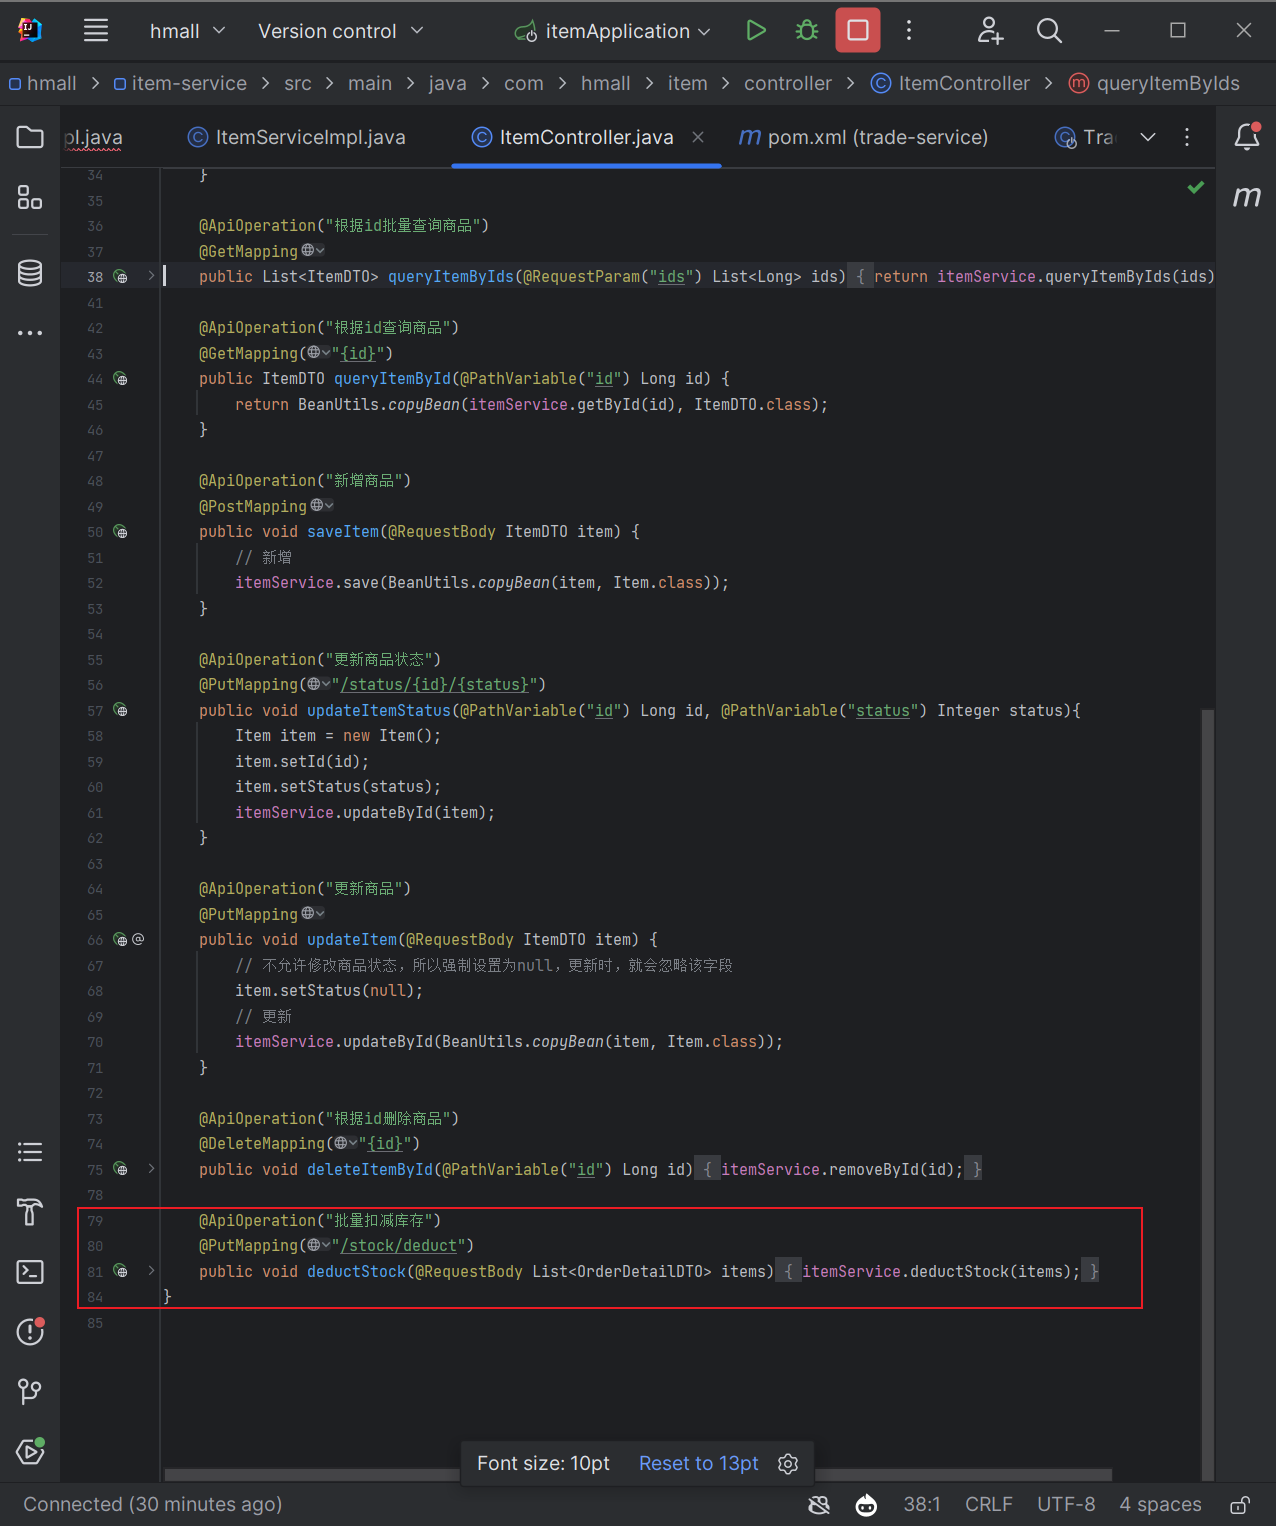 hmall Version control itemApplication
hmall > item-service > src > main > java > com > hmall > item > controller > ItemController > queryItemByIds
pl.java ItemServiceImpl.java ItemController.java pom.xml (trade-service) Tra
34 }
35
36 @ApiOperation("根据id批量查询商品")
37 @GetMapping
38 public List<ItemDTO> queryItemByIds(@RequestParam("ids") List<Long> ids) { return itemService.queryItemByIds(ids)
41
42 @ApiOperation("根据id查询商品")
43 @GetMapping("{id}")
44 public ItemDTO queryItemById(@PathVariable("id") Long id) {
45 return BeanUtils.copyBean(itemService.getById(id), ItemDTO.class);
46 }
47
48 @ApiOperation("新增商品")
49 @PostMapping
50 public void saveItem(@RequestBody ItemDTO item) {
51 // 新增
52 itemService.save(BeanUtils.copyBean(item, Item.class));
53 }
54
55 @ApiOperation("更新商品状态")
56 @PutMapping("/status/{id}/{status}")
57 public void updateItemStatus(@PathVariable("id") Long id, @PathVariable("status") Integer status){
58 Item item = new Item();
59 item.setId(id);
60 item.setStatus(status);
61 itemService.updateById(item);
62 }
63
64 @ApiOperation("更新商品")
65 @PutMapping
66 public void updateItem(@RequestBody ItemDTO item) {
67 // 不允许修改商品状态，所以强制设置为null，更新时，就会忽略该字段
68 item.setStatus(null);
69 // 更新
70 itemService.updateById(BeanUtils.copyBean(item, Item.class));
71 }
72
73 @ApiOperation("根据id删除商品")
74 @DeleteMapping("{id}")
75 public void deleteItemById(@PathVariable("id") Long id) { itemService.removeById(id); }
78
79 @ApiOperation("批量扣减库存")
80 @PutMapping("/stock/deduct")
81 public void deductStock(@RequestBody List<OrderDetailDTO> items) { itemService.deductStock(items); }
84 }
85
Font size: 10pt Reset to 13pt
Connected (30 minutes ago) 38:1 CRLF UTF-8 4 spaces